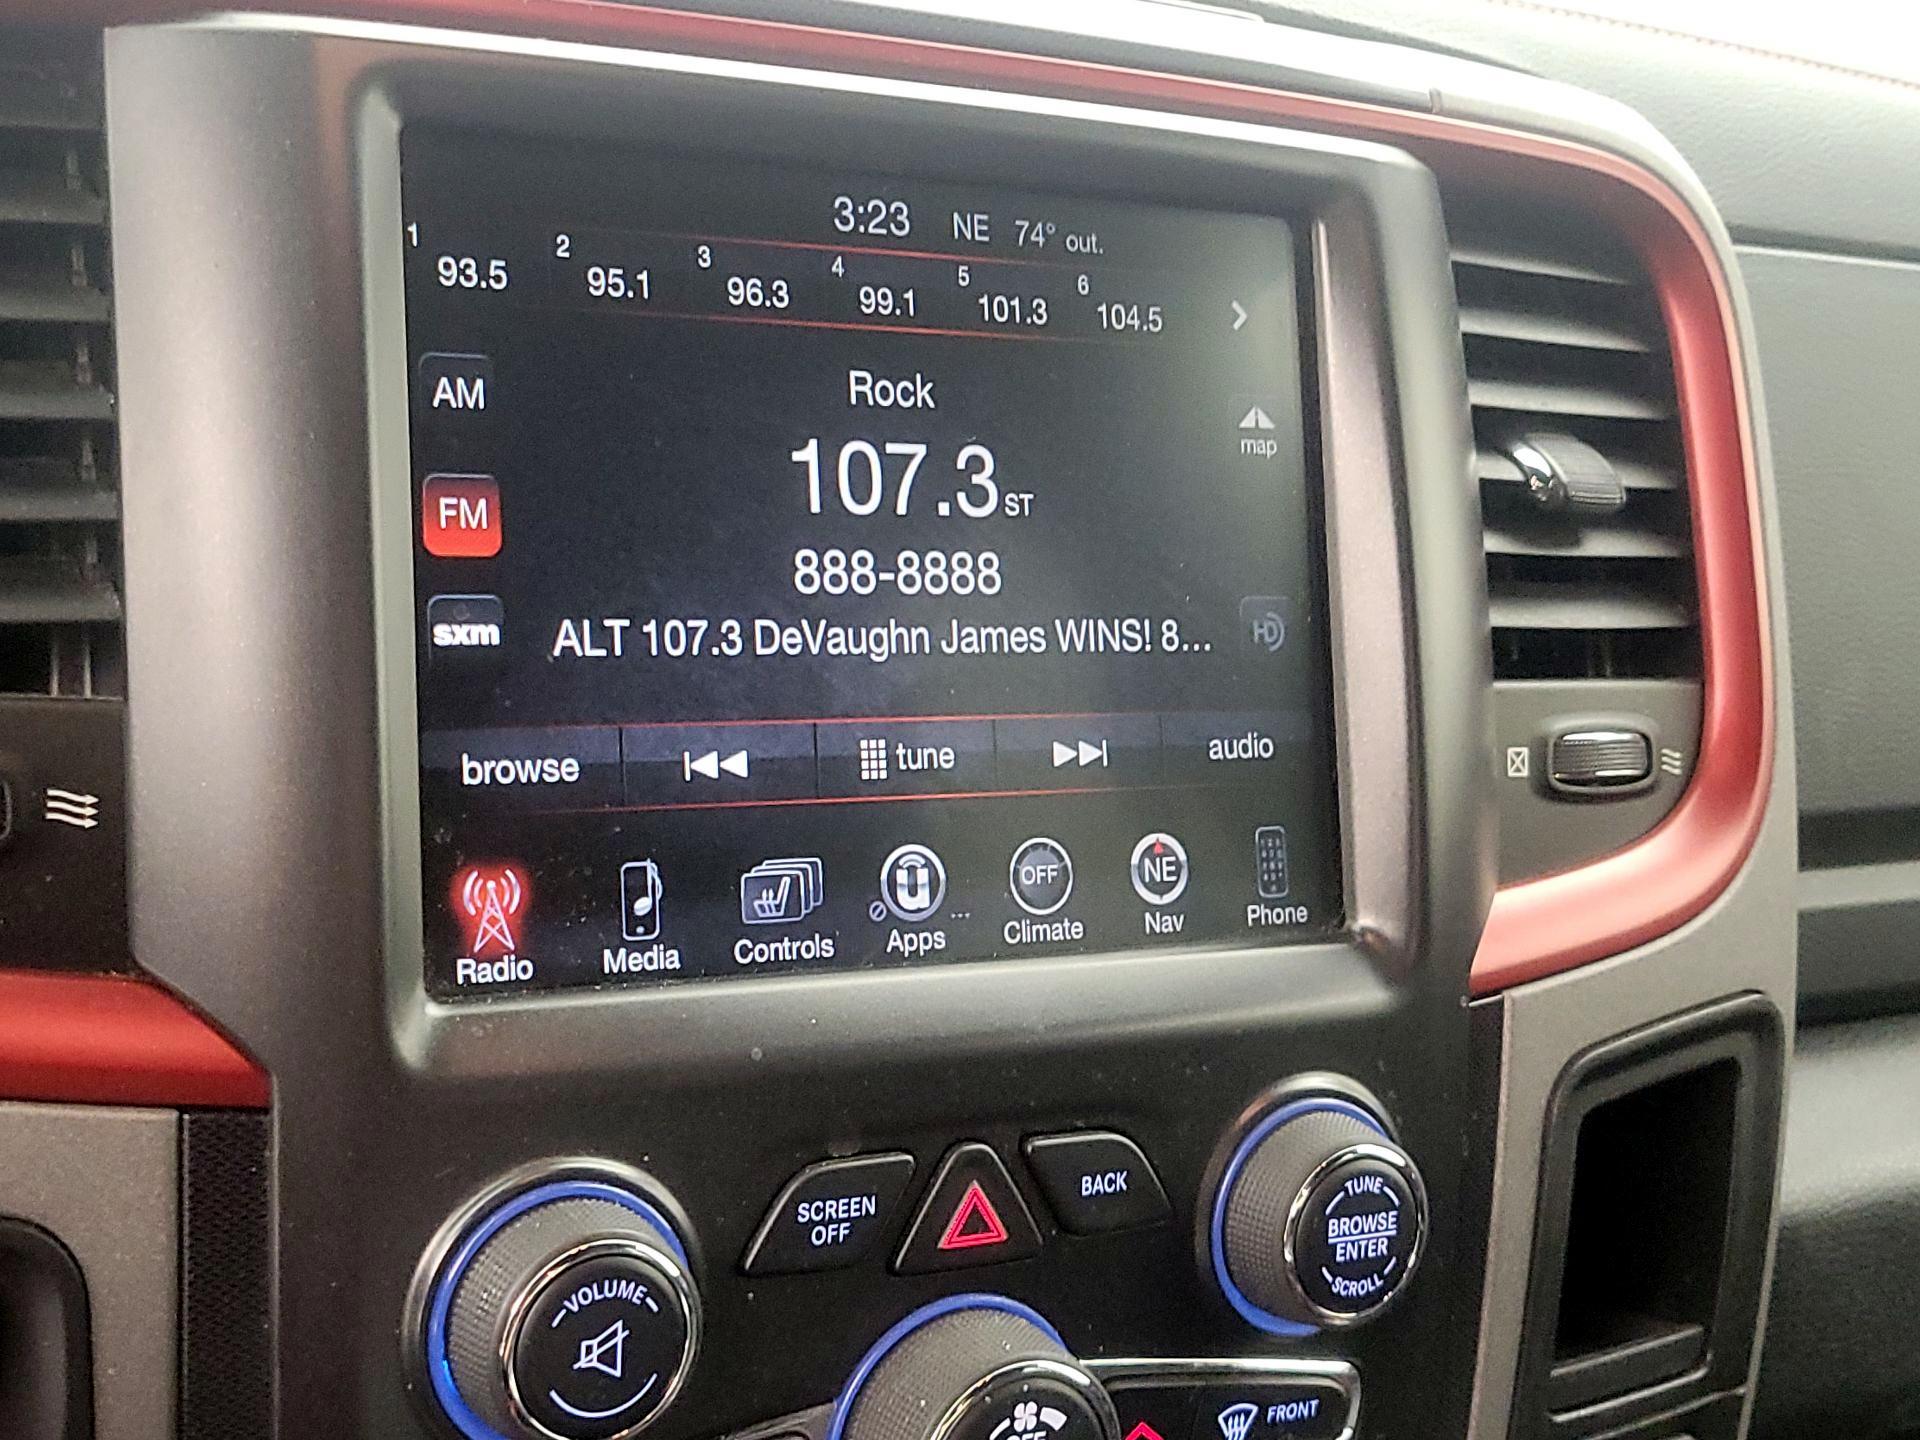 3:23 NE 74° out.
1 93.5 2 95.1 3 96.3 4 99.1 5 101.3 6 104.5
AM
Rock
map
FM
107.3 ST
888-8888
sxm
ALT 107.3 DeVaughn James WINS! 8...
HD
browse tune audio
OFF NE
Radio Media Controls Apps Climate Nav Phone
SCREEN
OFF
BACK
TUNE
BROWSE
ENTER
SCROLL
VOLUME
FRONT
OFF